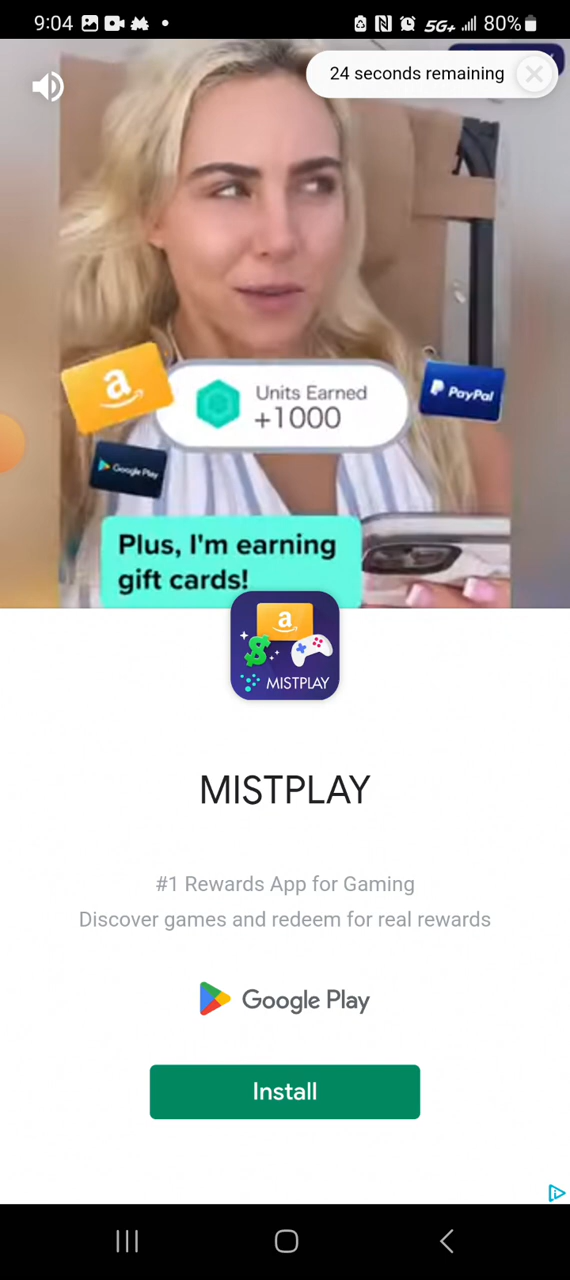 9:04
5G+
80%
24 seconds remaining
a
Units Earned
+1000
PayPal
Google Play
Plus, I'm earning
gift cards!
a
$
MISTPLAY
MISTPLAY
#1 Rewards App for Gaming
Discover games and redeem for real rewards
Google Play
Install